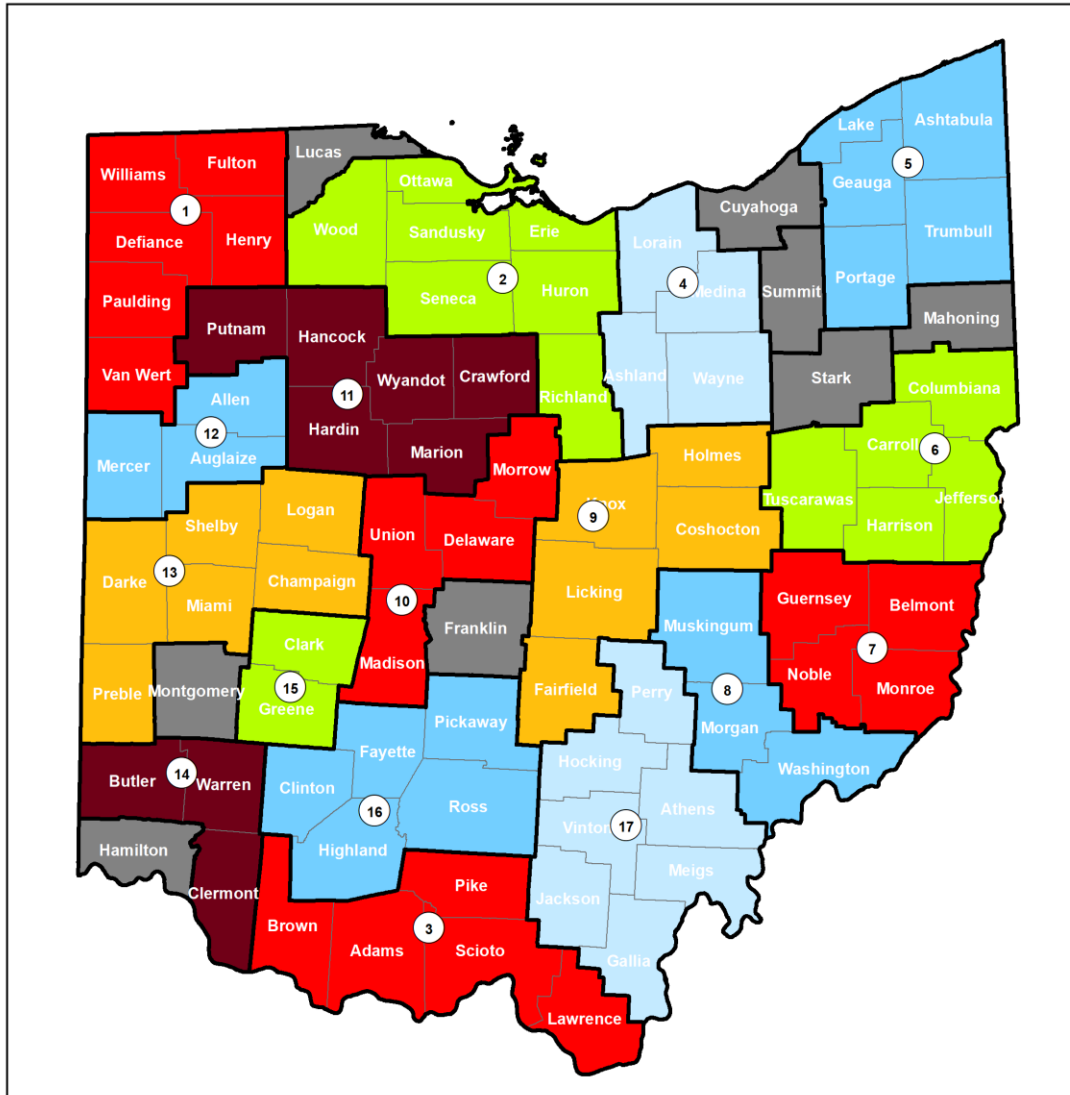 Ashtabula
Lake
Lucas
Fulton
Williams
Ottawa
Geauga
5
Cuyahoga
1
Wood
Sandusky
Erie
Lorain
Trumbull
Defiance
Henry
2
4
Medina
Portage
Seneca
Huron
Summit
Paulding
Mahoning
Putnam
Hancock
Van Wert
Wyandot
Crawford
Ashland
Wayne
Stark
Columbiana
Richland
Allen
11
12
Hardin
Carroll
6
Mercer
Auglaize
Marion
Morrow
Holmes
Tuscarawas
Jefferson
Logan
Knox
9
Shelby
Union
Delaware
Coshocton
Harrison
Darke
13
Champaign
Miami
10
Licking
Guernsey
Belmont
Franklin
Muskingum
Clark
Madison
7
Noble
Preble
Montgomery
15
Greene
Fairfield
Perry
8
Monroe
Pickaway
Morgan
Fayette
Hocking
Washington
Butler
14
Warren
Clinton
16
Ross
Athens
Vinton
17
Hamilton
Highland
Meigs
Clermont
Pike
Jackson
Brown
3
Adams
Scioto
Gallia
Lawrence